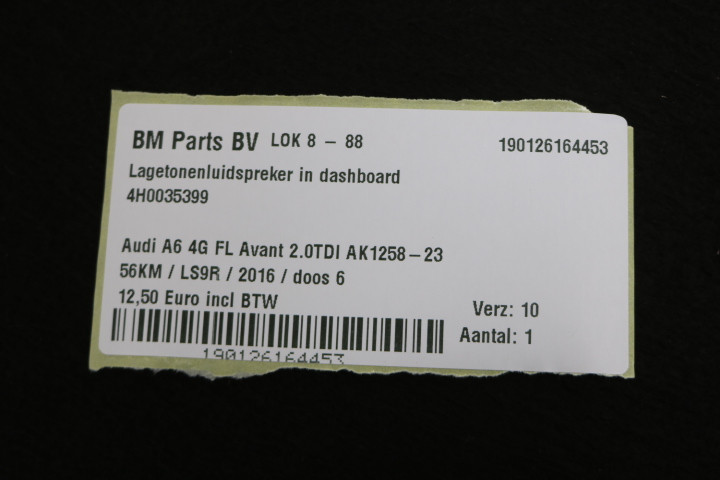 BM Parts BV LOK 8 – 88 190126164453
Lagetonenluidspreker in dashboard
4H0035399
Audi A6 4G FL Avant 2.0TDI AK1258–23
56KM / LS9R / 2016 / doos 6
12,50 Euro incl BTW
Verz: 10
Aantal: 1
190126164453